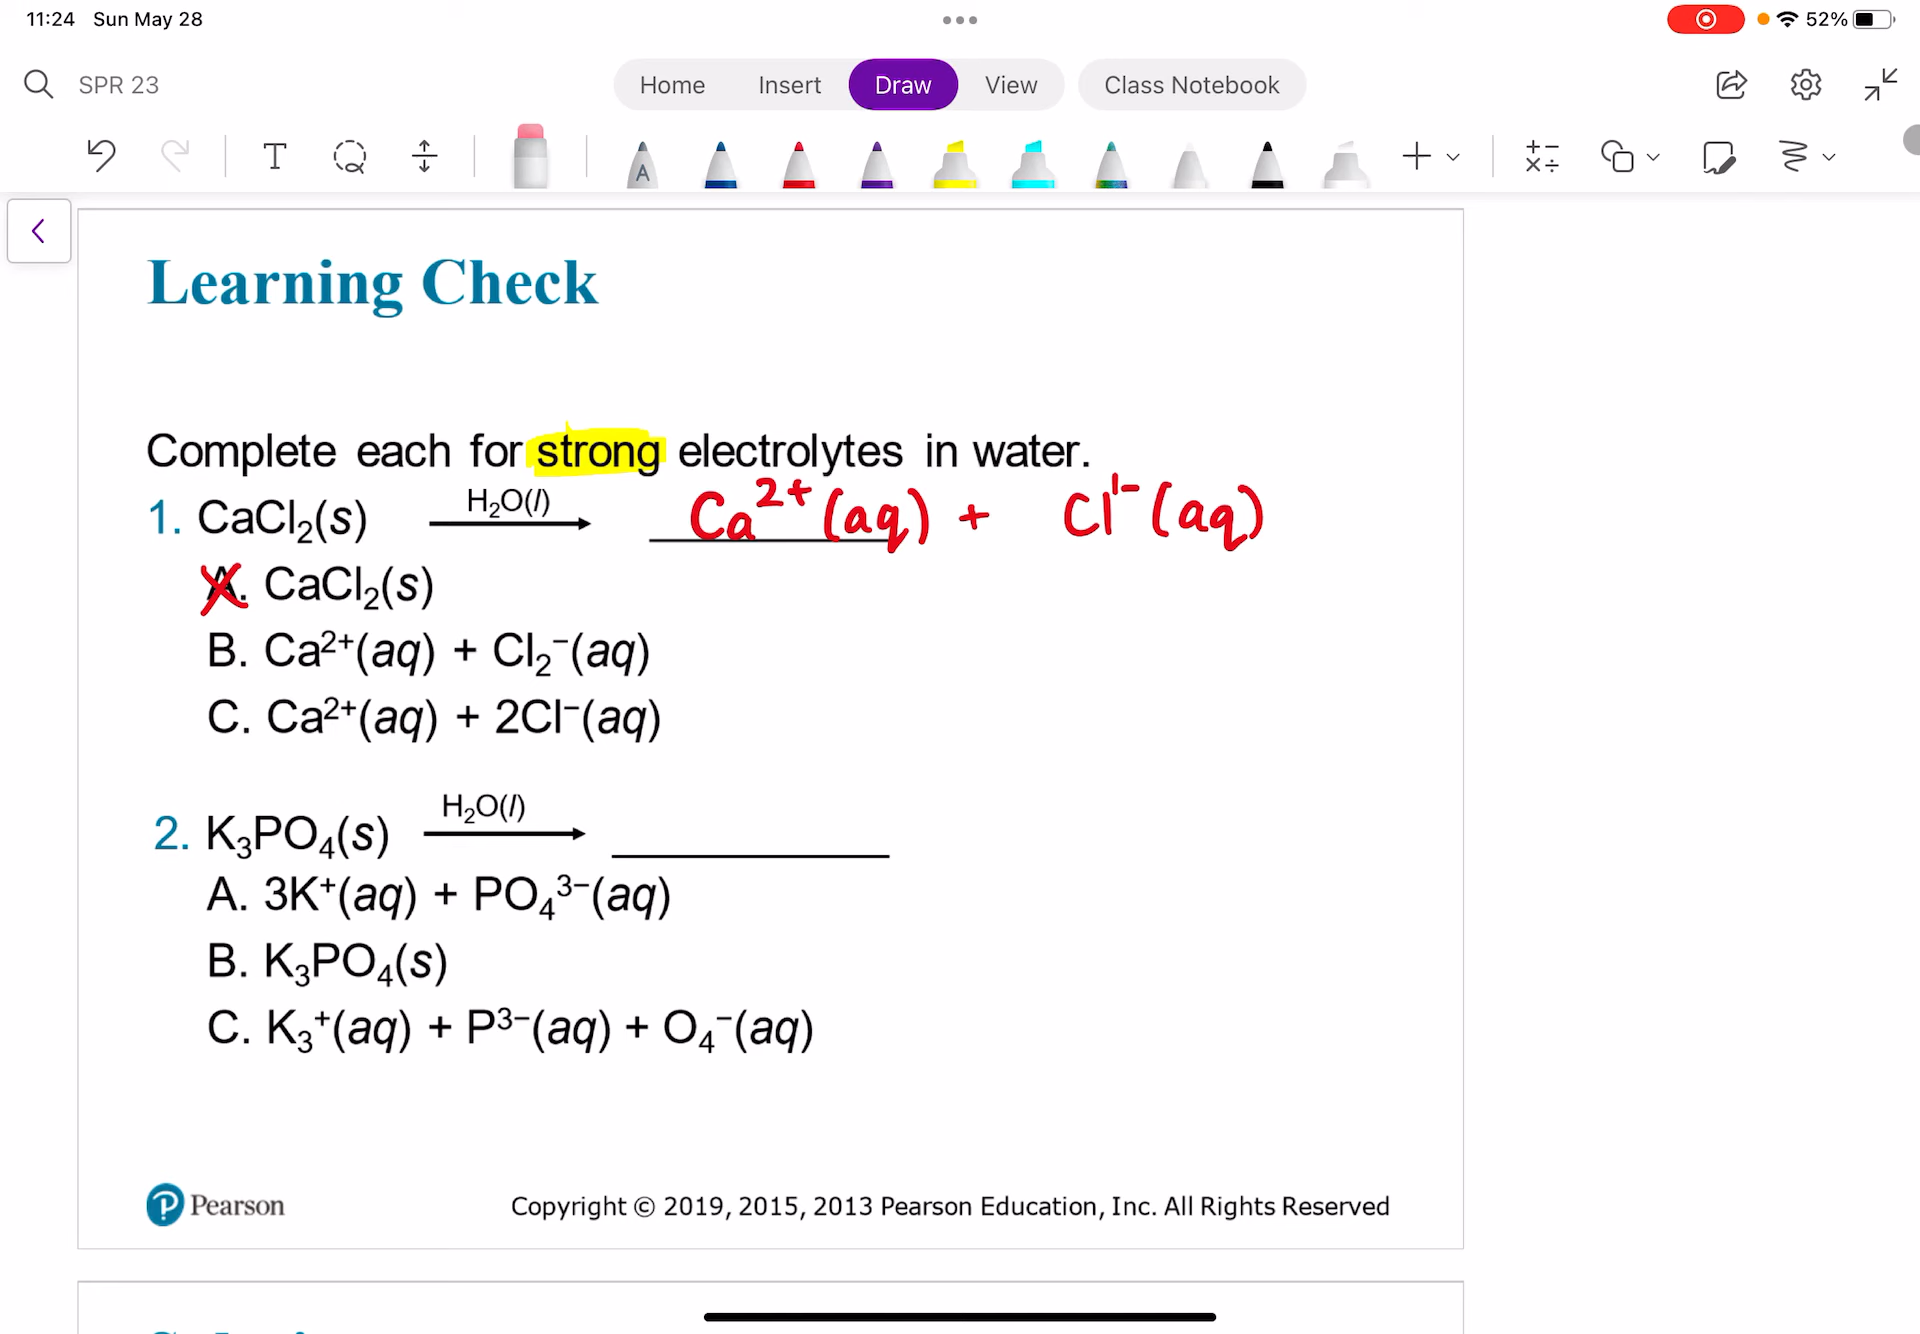 11:24 Sun May 28 52%
SPR 23 Home Insert Draw View Class Notebook
T A
Learning Check
Complete each for strong electrolytes in water.
H₂O(l)
1. CaCl₂(s) Ca²⁺(aq) + Cl¹⁻(aq)
A. CaCl₂(s)
B. Ca²⁺(aq) + Cl₂⁻(aq)
C. Ca²⁺(aq) + 2Cl⁻(aq)
H₂O(l)
2. K₃PO₄(s)
A. 3K⁺(aq) + PO₄³⁻(aq)
B. K₃PO₄(s)
C. K₃⁺(aq) + P³⁻(aq) + O₄⁻(aq)
P Pearson Copyright © 2019, 2015, 2013 Pearson Education, Inc. All Rights Reserved